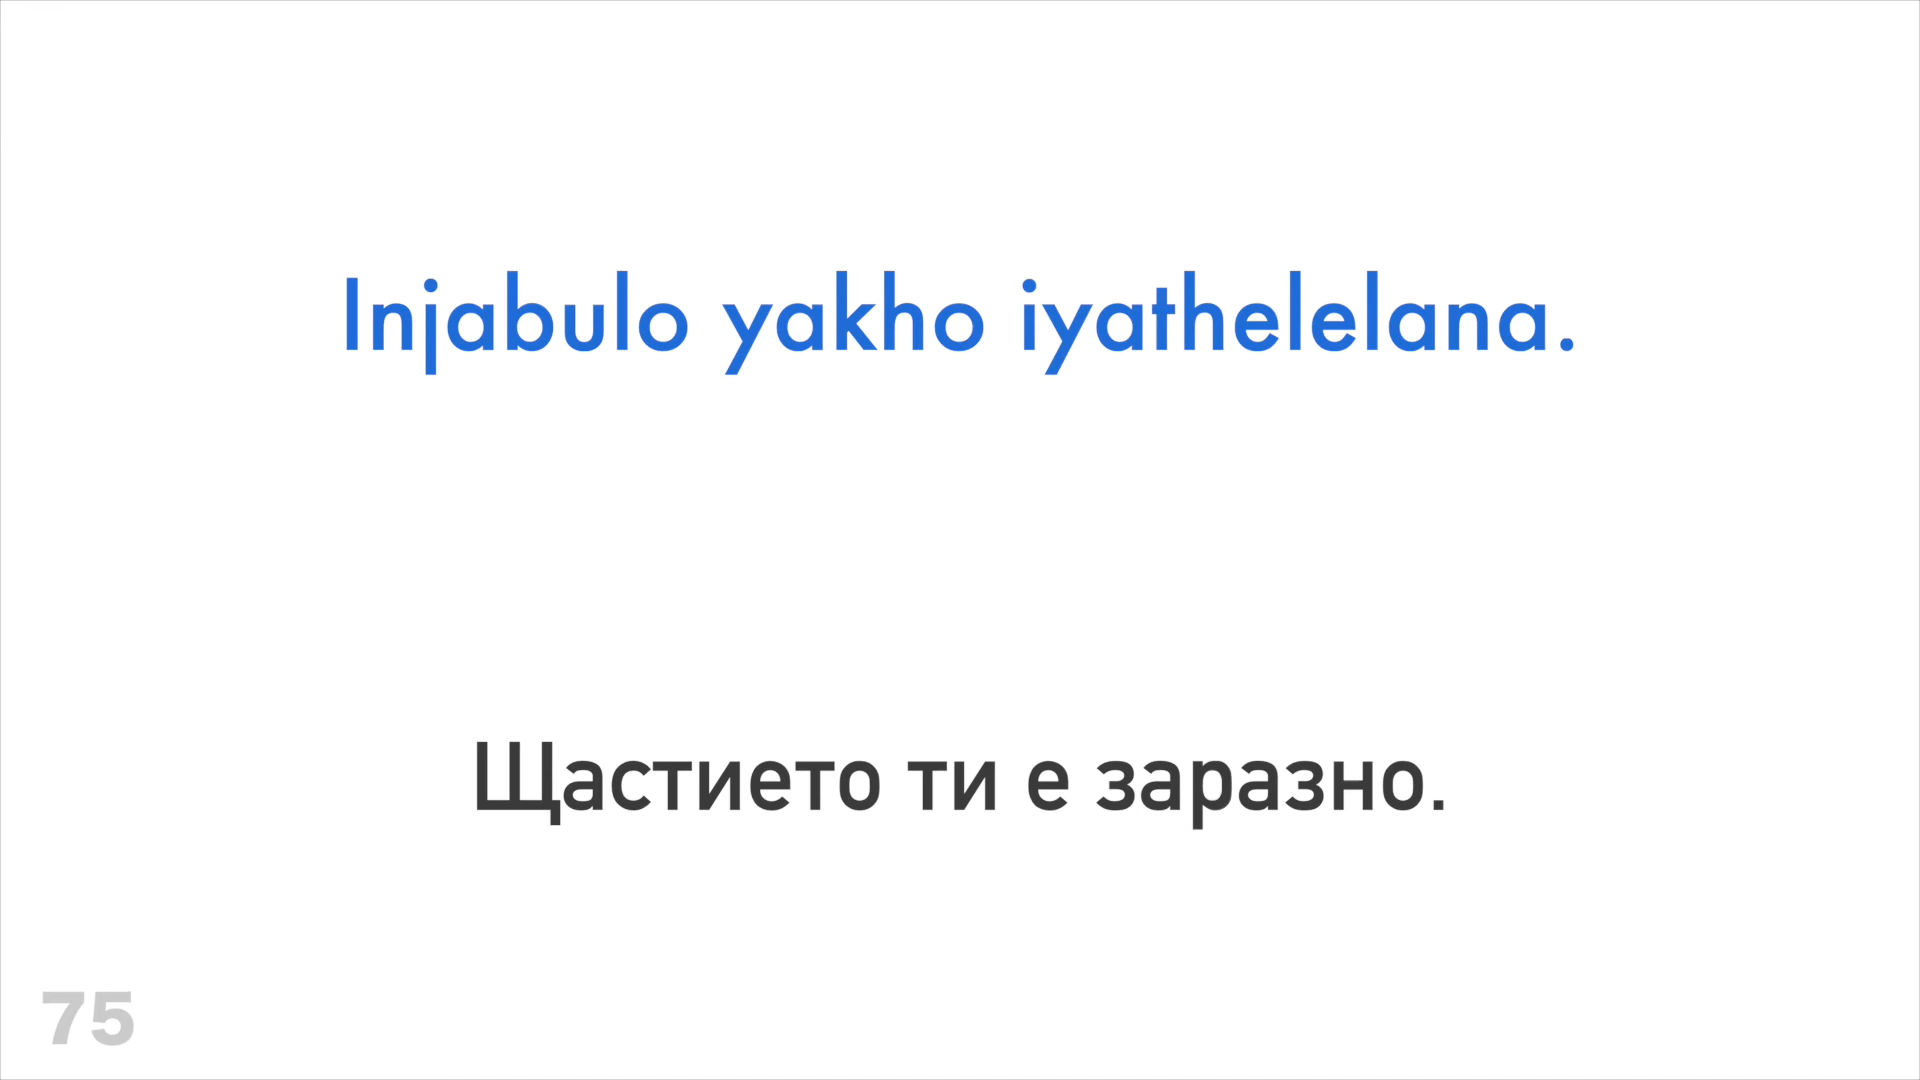 Injabulo yakho iyathelelana.
Щастието ти е заразно.
75